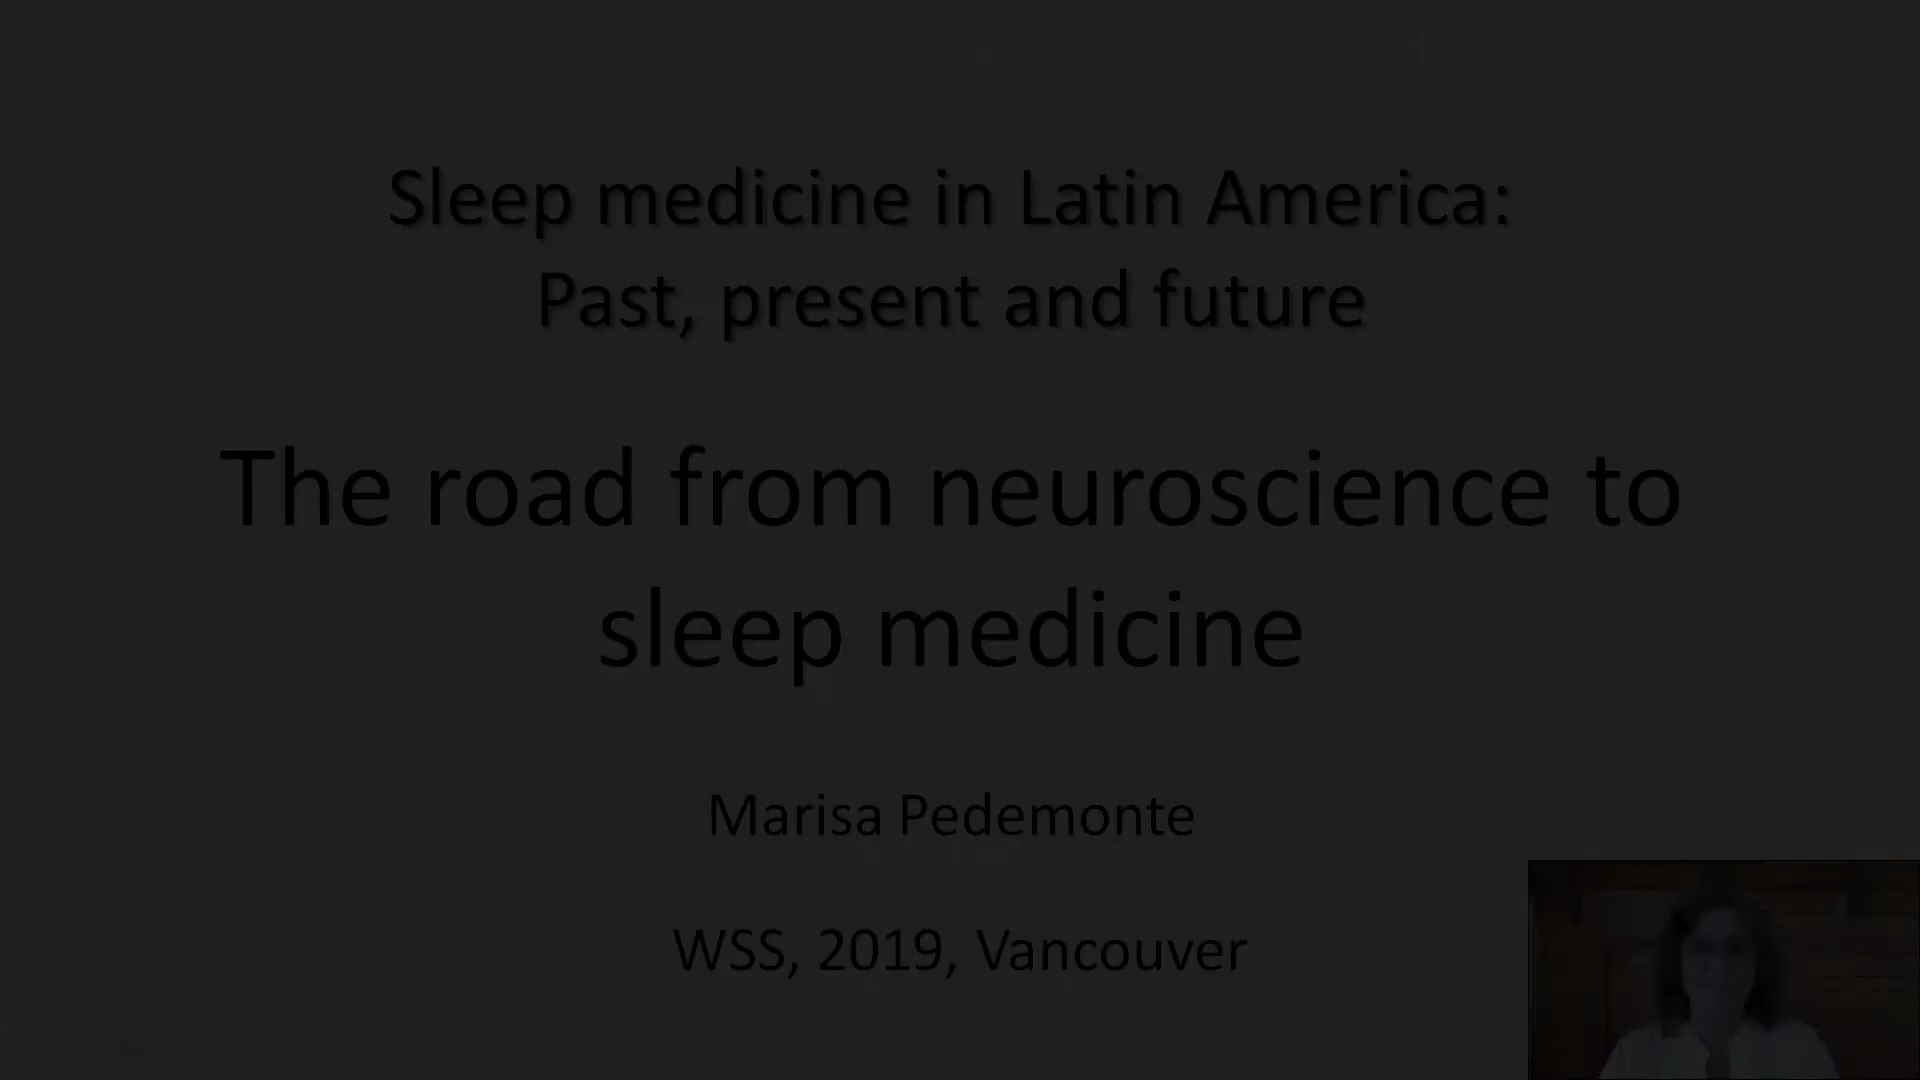 Sleep medicine in Latin America:
Past, present and future
The road from neuroscience to
sleep medicine
Marisa Pedemonte
WSS, 2019, Vancouver